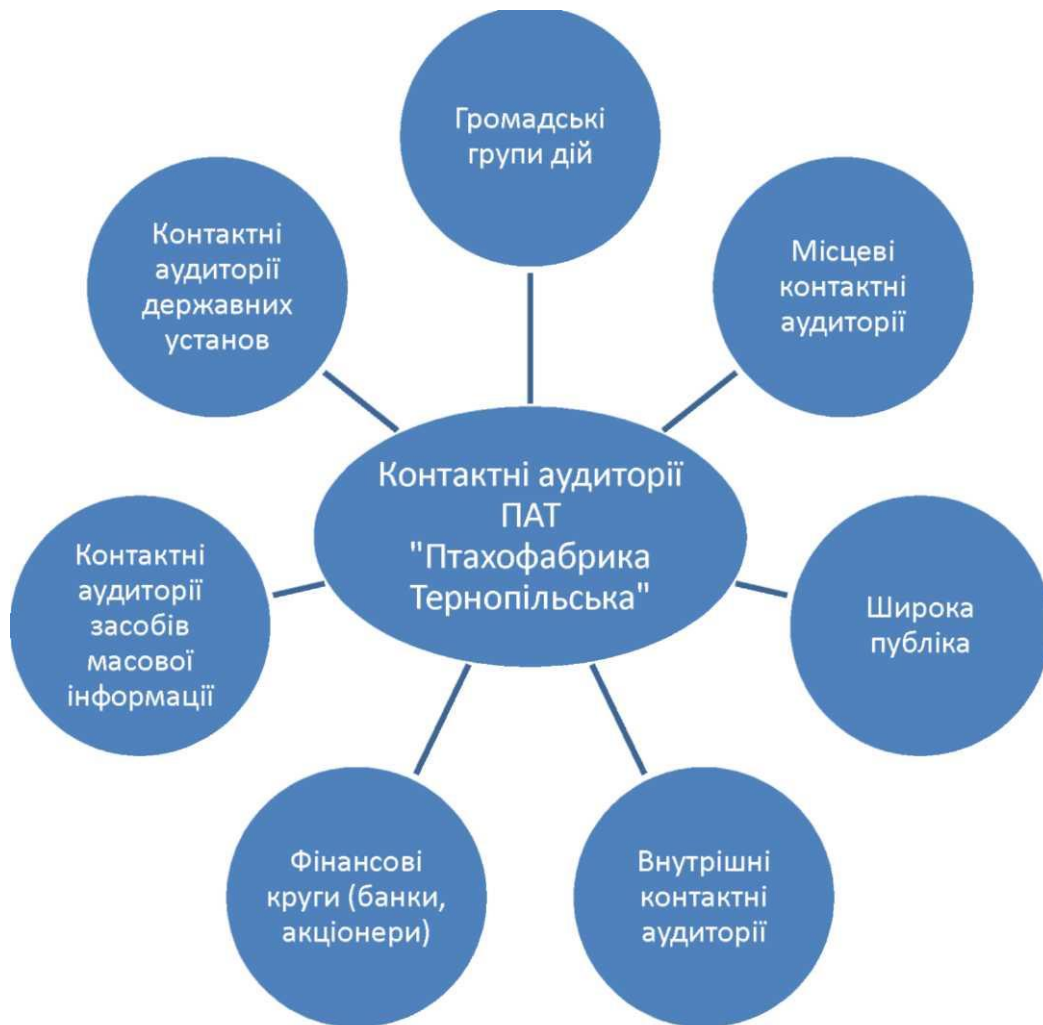 Громадські
групи дій
Контактні
аудиторії
державних
установ
Місцеві
контактні
аудиторії
Контактні аудиторії
ПАТ
"Птахофабрика
Тернопільська"
Контактні
аудиторії
засобів
масової
інформації
Широка
публіка
Фінансові
круги (банки,
акціонери)
Внутрішні
контактні
аудиторії